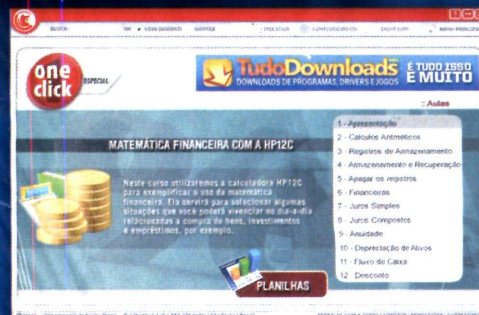 one
click
ESPECIAL
TudoDownloads
DOWNLOADS DE PROGRAMAS, DRIVERS E JOGOS
É TUDO ISSO
E MUITO
:: Aulas
MATEMÁTICA FINANCEIRA COM A HP12C
Neste curso utilizaremos a calculadora HP12C
para exemplificar o uso da matemática
financeira. Ela servirá para solucionar algumas
situações que você poderá vivenciar no dia-a-dia
relacionadas a compra de bens, investimentos
e empréstimos, por exemplo.
1 - Apresentação
2 - Cálculos Aritméticos
3 - Registros de Armazenamento
4 - Armazenamento e Recuperação
5 - Apagar os registros
6 - Financeiras
7 - Juros Simples
8 - Juros Compostos
9 - Anuidade
10 - Depreciação de Ativos
11 - Fluxo de Caixa
12 - Desconto
PLANILHAS